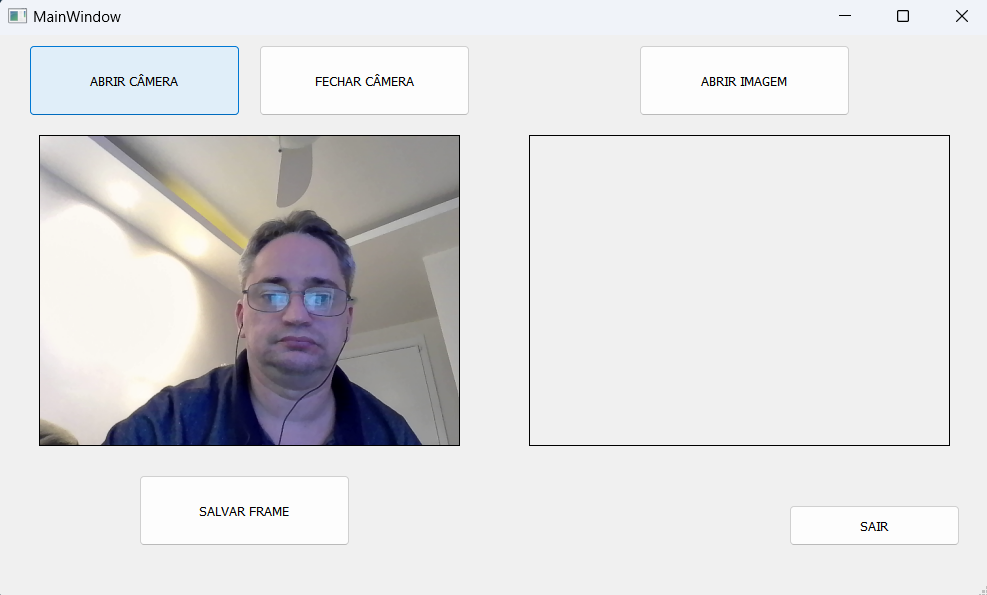 MainWindow
ABRIR CÂMERA
FECHAR CÂMERA
ABRIR IMAGEM
SALVAR FRAME
SAIR